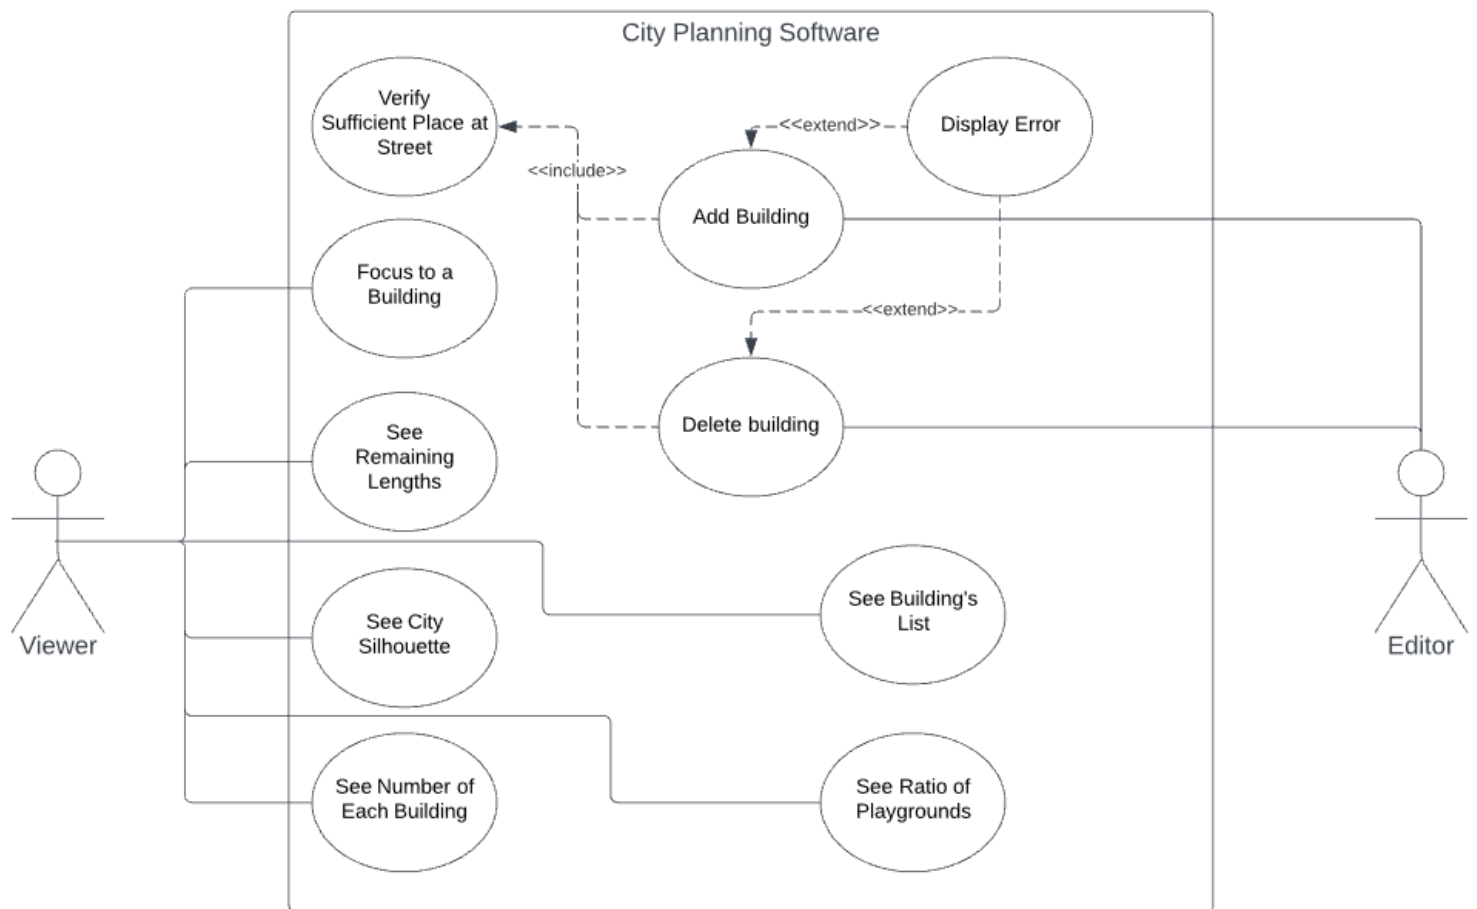 City Planning Software
Verify
Sufficient Place at
Street
<<extend>>
Display Error
<<include>>
Add Building
Focus to a
Building
<<extend>>
See
Remaining
Lengths
Delete building
See Building's
List
See City
Silhouette
Viewer
Editor
See Number of
Each Building
See Ratio of
Playgrounds